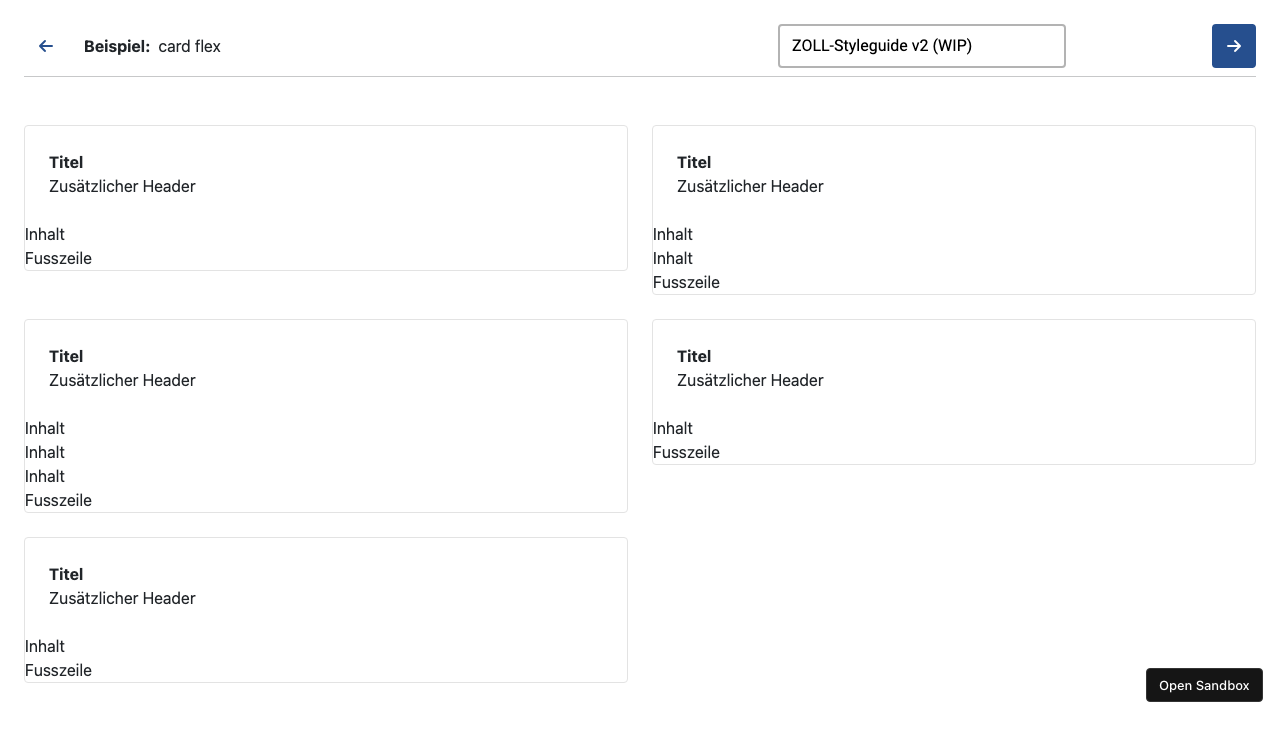 Beispiel: card flex
ZOLL-Styleguide v2 (WIP)
Titel
Zusätzlicher Header
Inhalt
Fusszeile
Titel
Zusätzlicher Header
Inhalt
Inhalt
Fusszeile
Titel
Zusätzlicher Header
Inhalt
Inhalt
Inhalt
Fusszeile
Titel
Zusätzlicher Header
Inhalt
Fusszeile
Titel
Zusätzlicher Header
Inhalt
Fusszeile
Open Sandbox